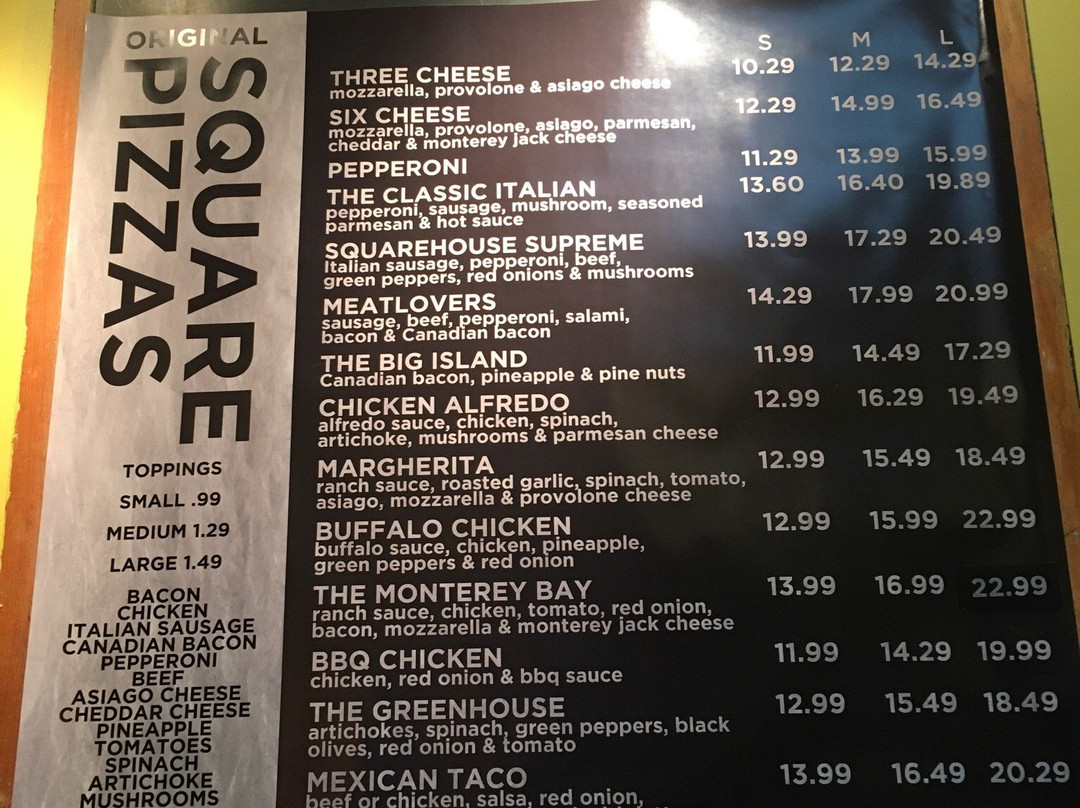 ORIGINAL
SQUARE
PIZZAS
TOPPINGS
SMALL .99
MEDIUM 1.29
LARGE 1.49
BACON
CHICKEN
ITALIAN SAUSAGE
CANADIAN BACON
PEPPERONI
BEEF
ASIAGO CHEESE
CHEDDAR CHEESE
PINEAPPLE
TOMATOES
SPINACH
ARTICHOKE
MUSHROOMS
S M L
THREE CHEESE 10.29 12.29 14.29
mozzarella, provolone & asiago cheese
SIX CHEESE 12.29 14.99 16.49
mozzarella, provolone, asiago, parmesan,
cheddar & monterey jack cheese
PEPPERONI 11.29 13.99 15.99
THE CLASSIC ITALIAN 13.60 16.40 19.89
pepperoni, sausage, mushroom, seasoned
parmesan & hot sauce
SQUAREHOUSE SUPREME 13.99 17.29 20.49
Italian sausage, pepperoni, beef,
green peppers, red onions & mushrooms
MEATLOVERS 14.29 17.99 20.99
sausage, beef, pepperoni, salami,
bacon & Canadian bacon
THE BIG ISLAND 11.99 14.49 17.29
Canadian bacon, pineapple & pine nuts
CHICKEN ALFREDO 12.99 16.29 19.49
alfredo sauce, chicken, spinach,
artichoke, mushrooms & parmesan cheese
MARGHERITA 12.99 15.49 18.49
ranch sauce, roasted garlic, spinach, tomato,
asiago, mozzarella & provolone cheese
BUFFALO CHICKEN 12.99 15.99 22.99
buffalo sauce, chicken, pineapple,
green peppers & red onion
THE MONTEREY BAY 13.99 16.99 22.99
ranch sauce, chicken, tomato, red onion,
bacon, mozzarella & monterey jack cheese
BBQ CHICKEN 11.99 14.29 19.99
chicken, red onion & bbq sauce
THE GREENHOUSE 12.99 15.49 18.49
artichokes, spinach, green peppers, black
olives, red onion & tomato
MEXICAN TACO 13.99 16.49 20.29
beef or chicken, salsa, red onion,